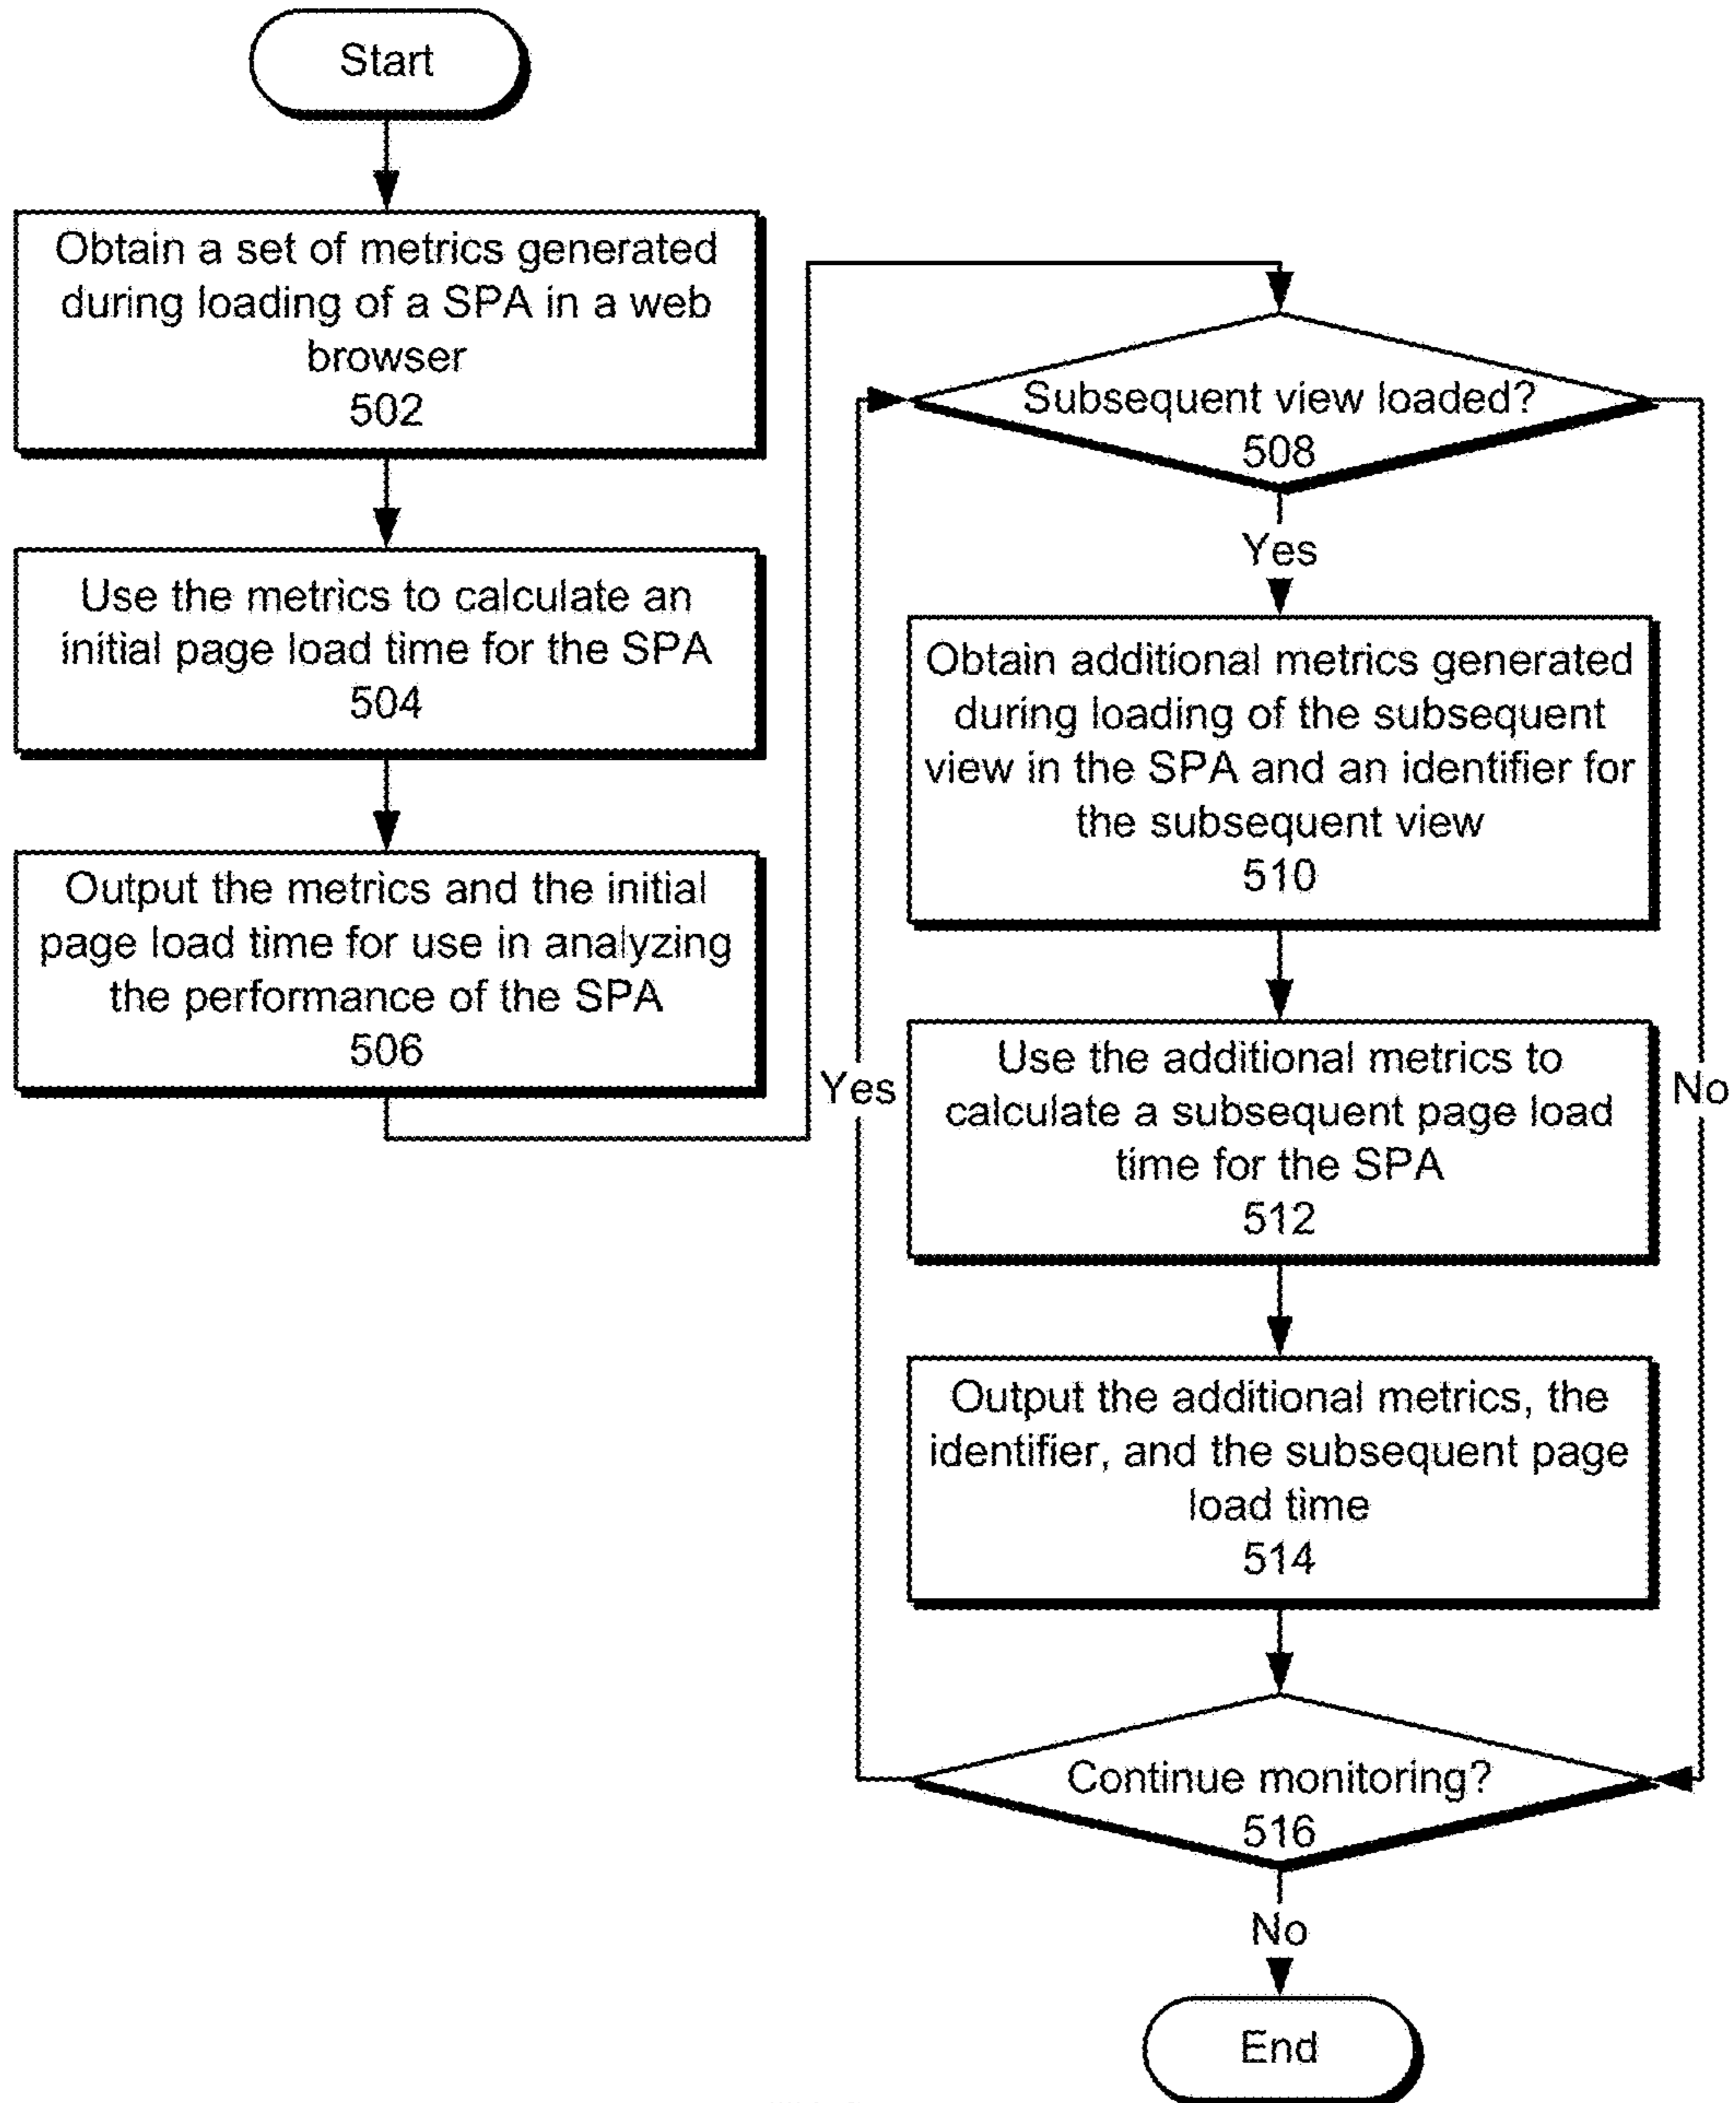 Start
Obtain a set of metrics generated
during loading of a SPA in a web
browser
502
Use the metrics to calculate an
initial page load time for the SPA
504
Output the metrics and the initial
page load time for use in analyzing
the performance of the SPA
506
Subsequent view loaded?
508
Yes
Obtain additional metrics generated
during loading of the subsequent
view in the SPA and an identifier for
the subsequent view
510
Use the additional metrics to
calculate a subsequent page load
time for the SPA
512
Yes
No
Output the additional metrics, the
identifier, and the subsequent page
load time
514
Continue monitoring?
516
No
End